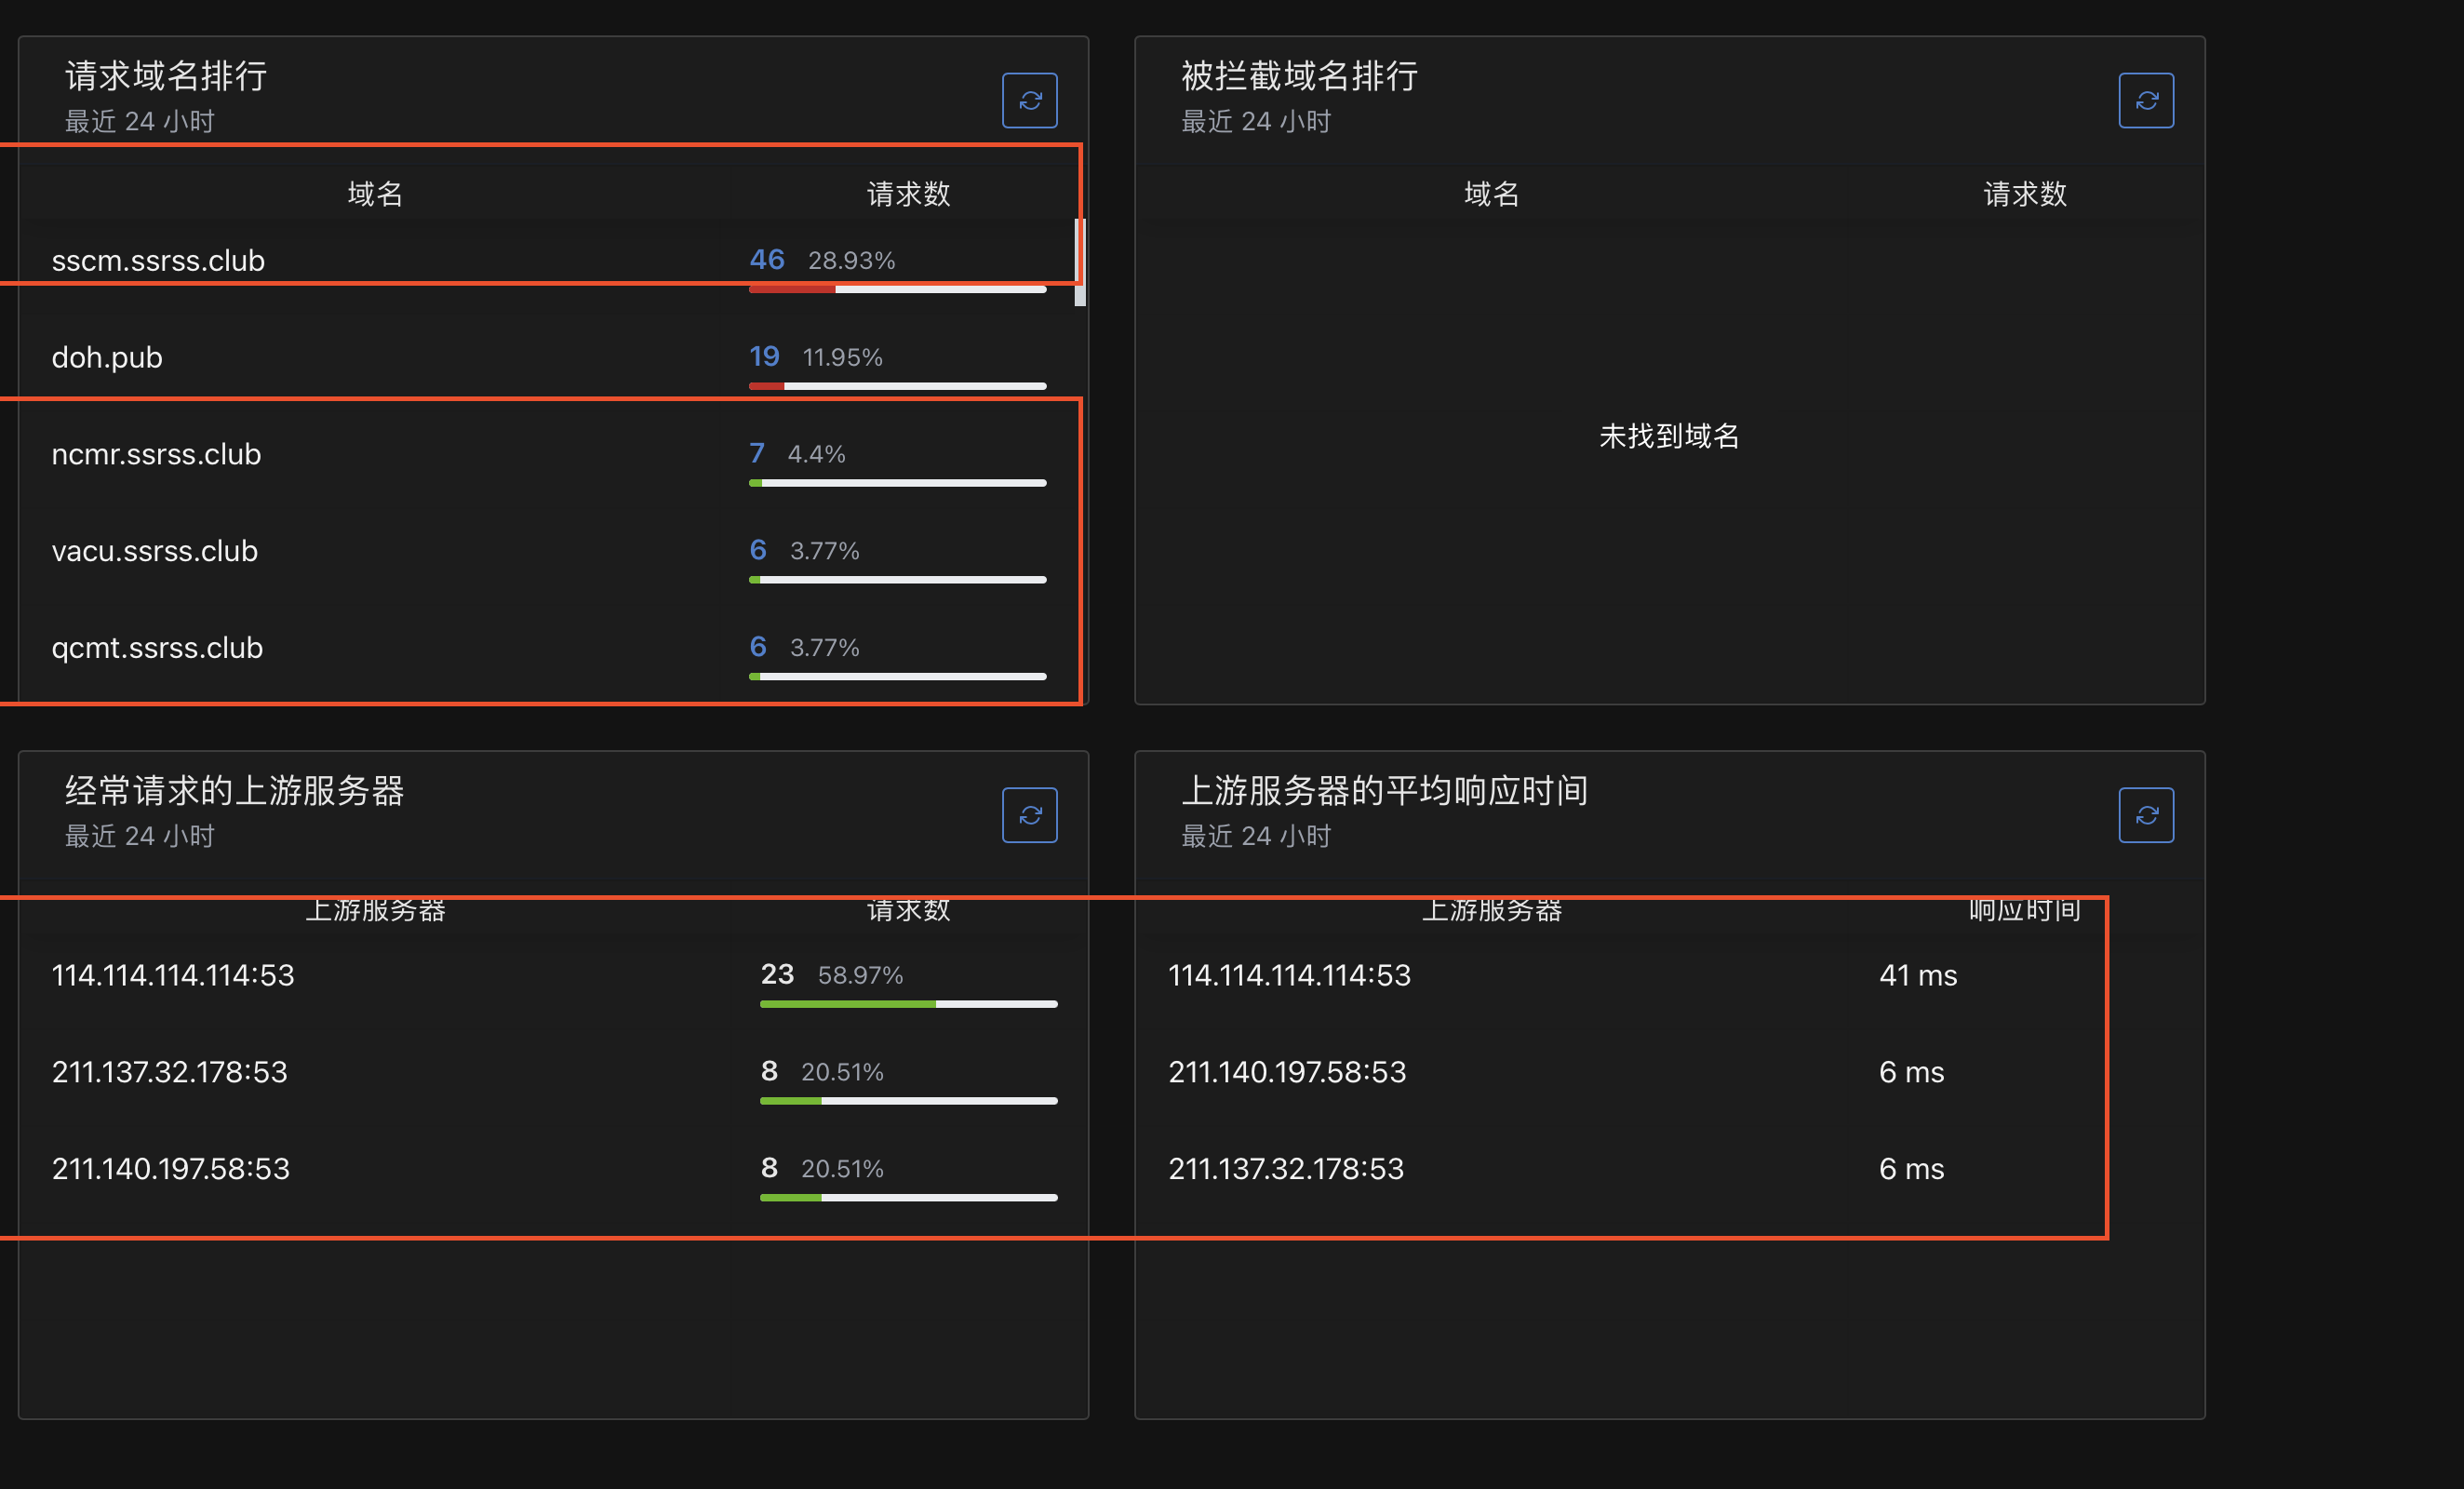 请求域名排行
最近 24 小时
域名 请求数
sscm.ssrss.club 46 28.93%
doh.pub 19 11.95%
ncmr.ssrss.club 7 4.4%
vacu.ssrss.club 6 3.77%
qcmt.ssrss.club 6 3.77%
被拦截域名排行
最近 24 小时
域名 请求数
未找到域名
经常请求的上游服务器
最近 24 小时
上游服务器 请求数
114.114.114.114:53 23 58.97%
211.137.32.178:53 8 20.51%
211.140.197.58:53 8 20.51%
上游服务器的平均响应时间
最近 24 小时
上游服务器 响应时间
114.114.114.114:53 41 ms
211.140.197.58:53 6 ms
211.137.32.178:53 6 ms